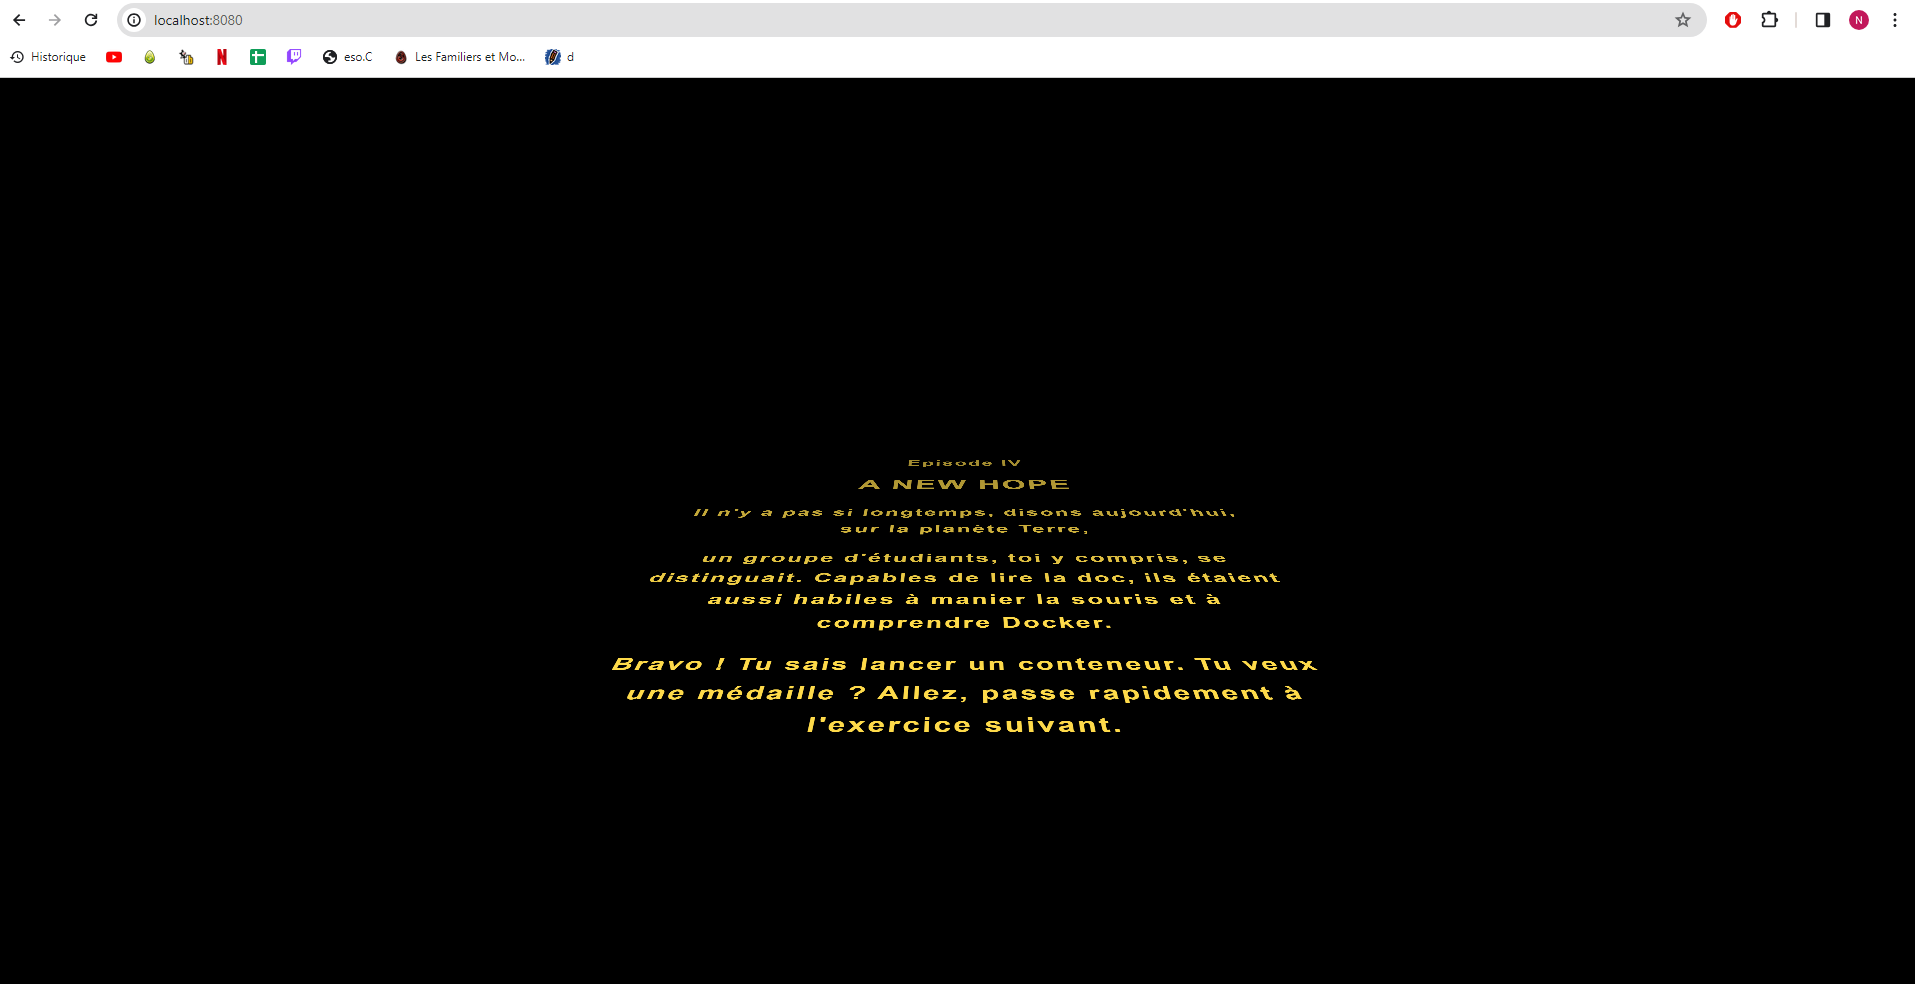 localhost:8080
N
Historique
eso.C
Les Familiers et Mo...
d
Episode IV
A NEW HOPE
Il n'y a pas si longtemps, disons aujourd'hui,
sur la planète Terre,
un groupe d'étudiants, toi y compris, se
distinguait. Capables de lire la doc, ils étaient
aussi habiles à manier la souris et à
comprendre Docker.
Bravo ! Tu sais lancer un conteneur. Tu veux
une médaille ? Allez, passe rapidement à
l'exercice suivant.